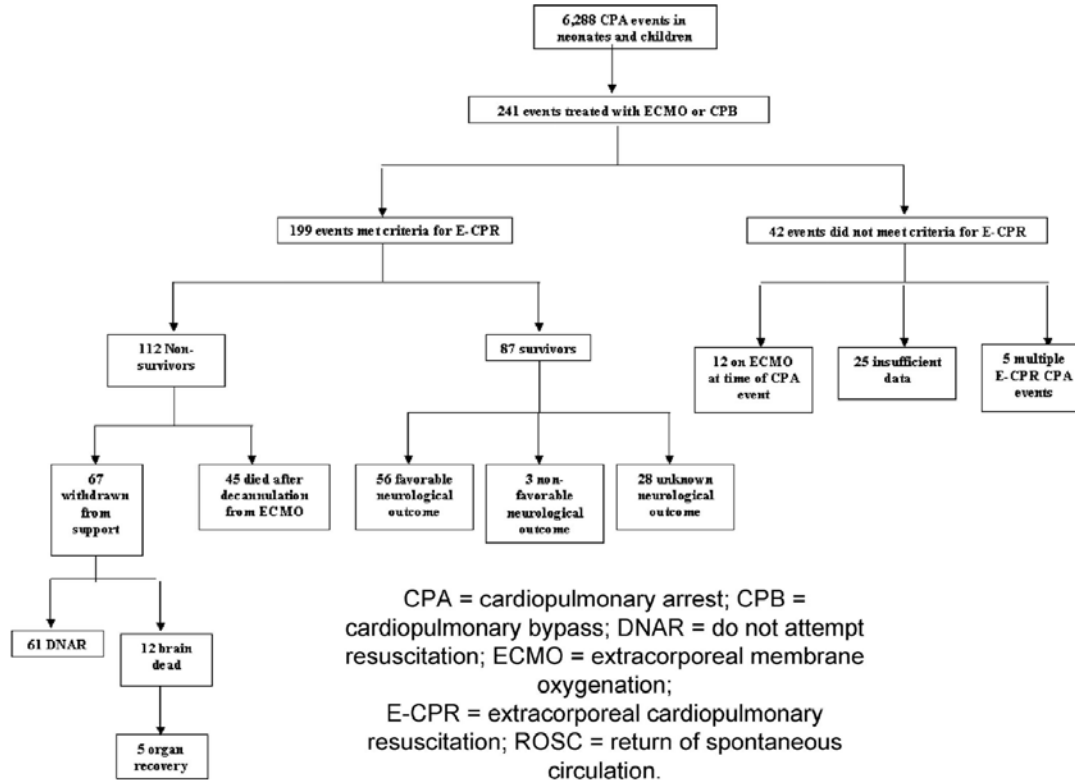 6,288 CPA events in
neonates and children
241 events treated with ECMO or CPB
199 events met criteria for E-CPR
42 events did not meet criteria for E-CPR
112 Non-
survivors
87 survivors
12 on ECMO
at time of CPA
event
25 insufficient
data
5 multiple
E-CPR CPA
events
67
withdrawn
from
support
45 died after
decannulation
from ECMO
56 favorable
neurological
outcome
3 non-
favorable
neurological
outcome
28 unknown
neurological
outcome
61 DNAR
12 brain
dead
5 organ
recovery
CPA = cardiopulmonary arrest; CPB =
cardiopulmonary bypass; DNAR = do not attempt
resuscitation; ECMO = extracorporeal membrane
oxygenation;
E-CPR = extracorporeal cardiopulmonary
resuscitation; ROSC = return of spontaneous
circulation.